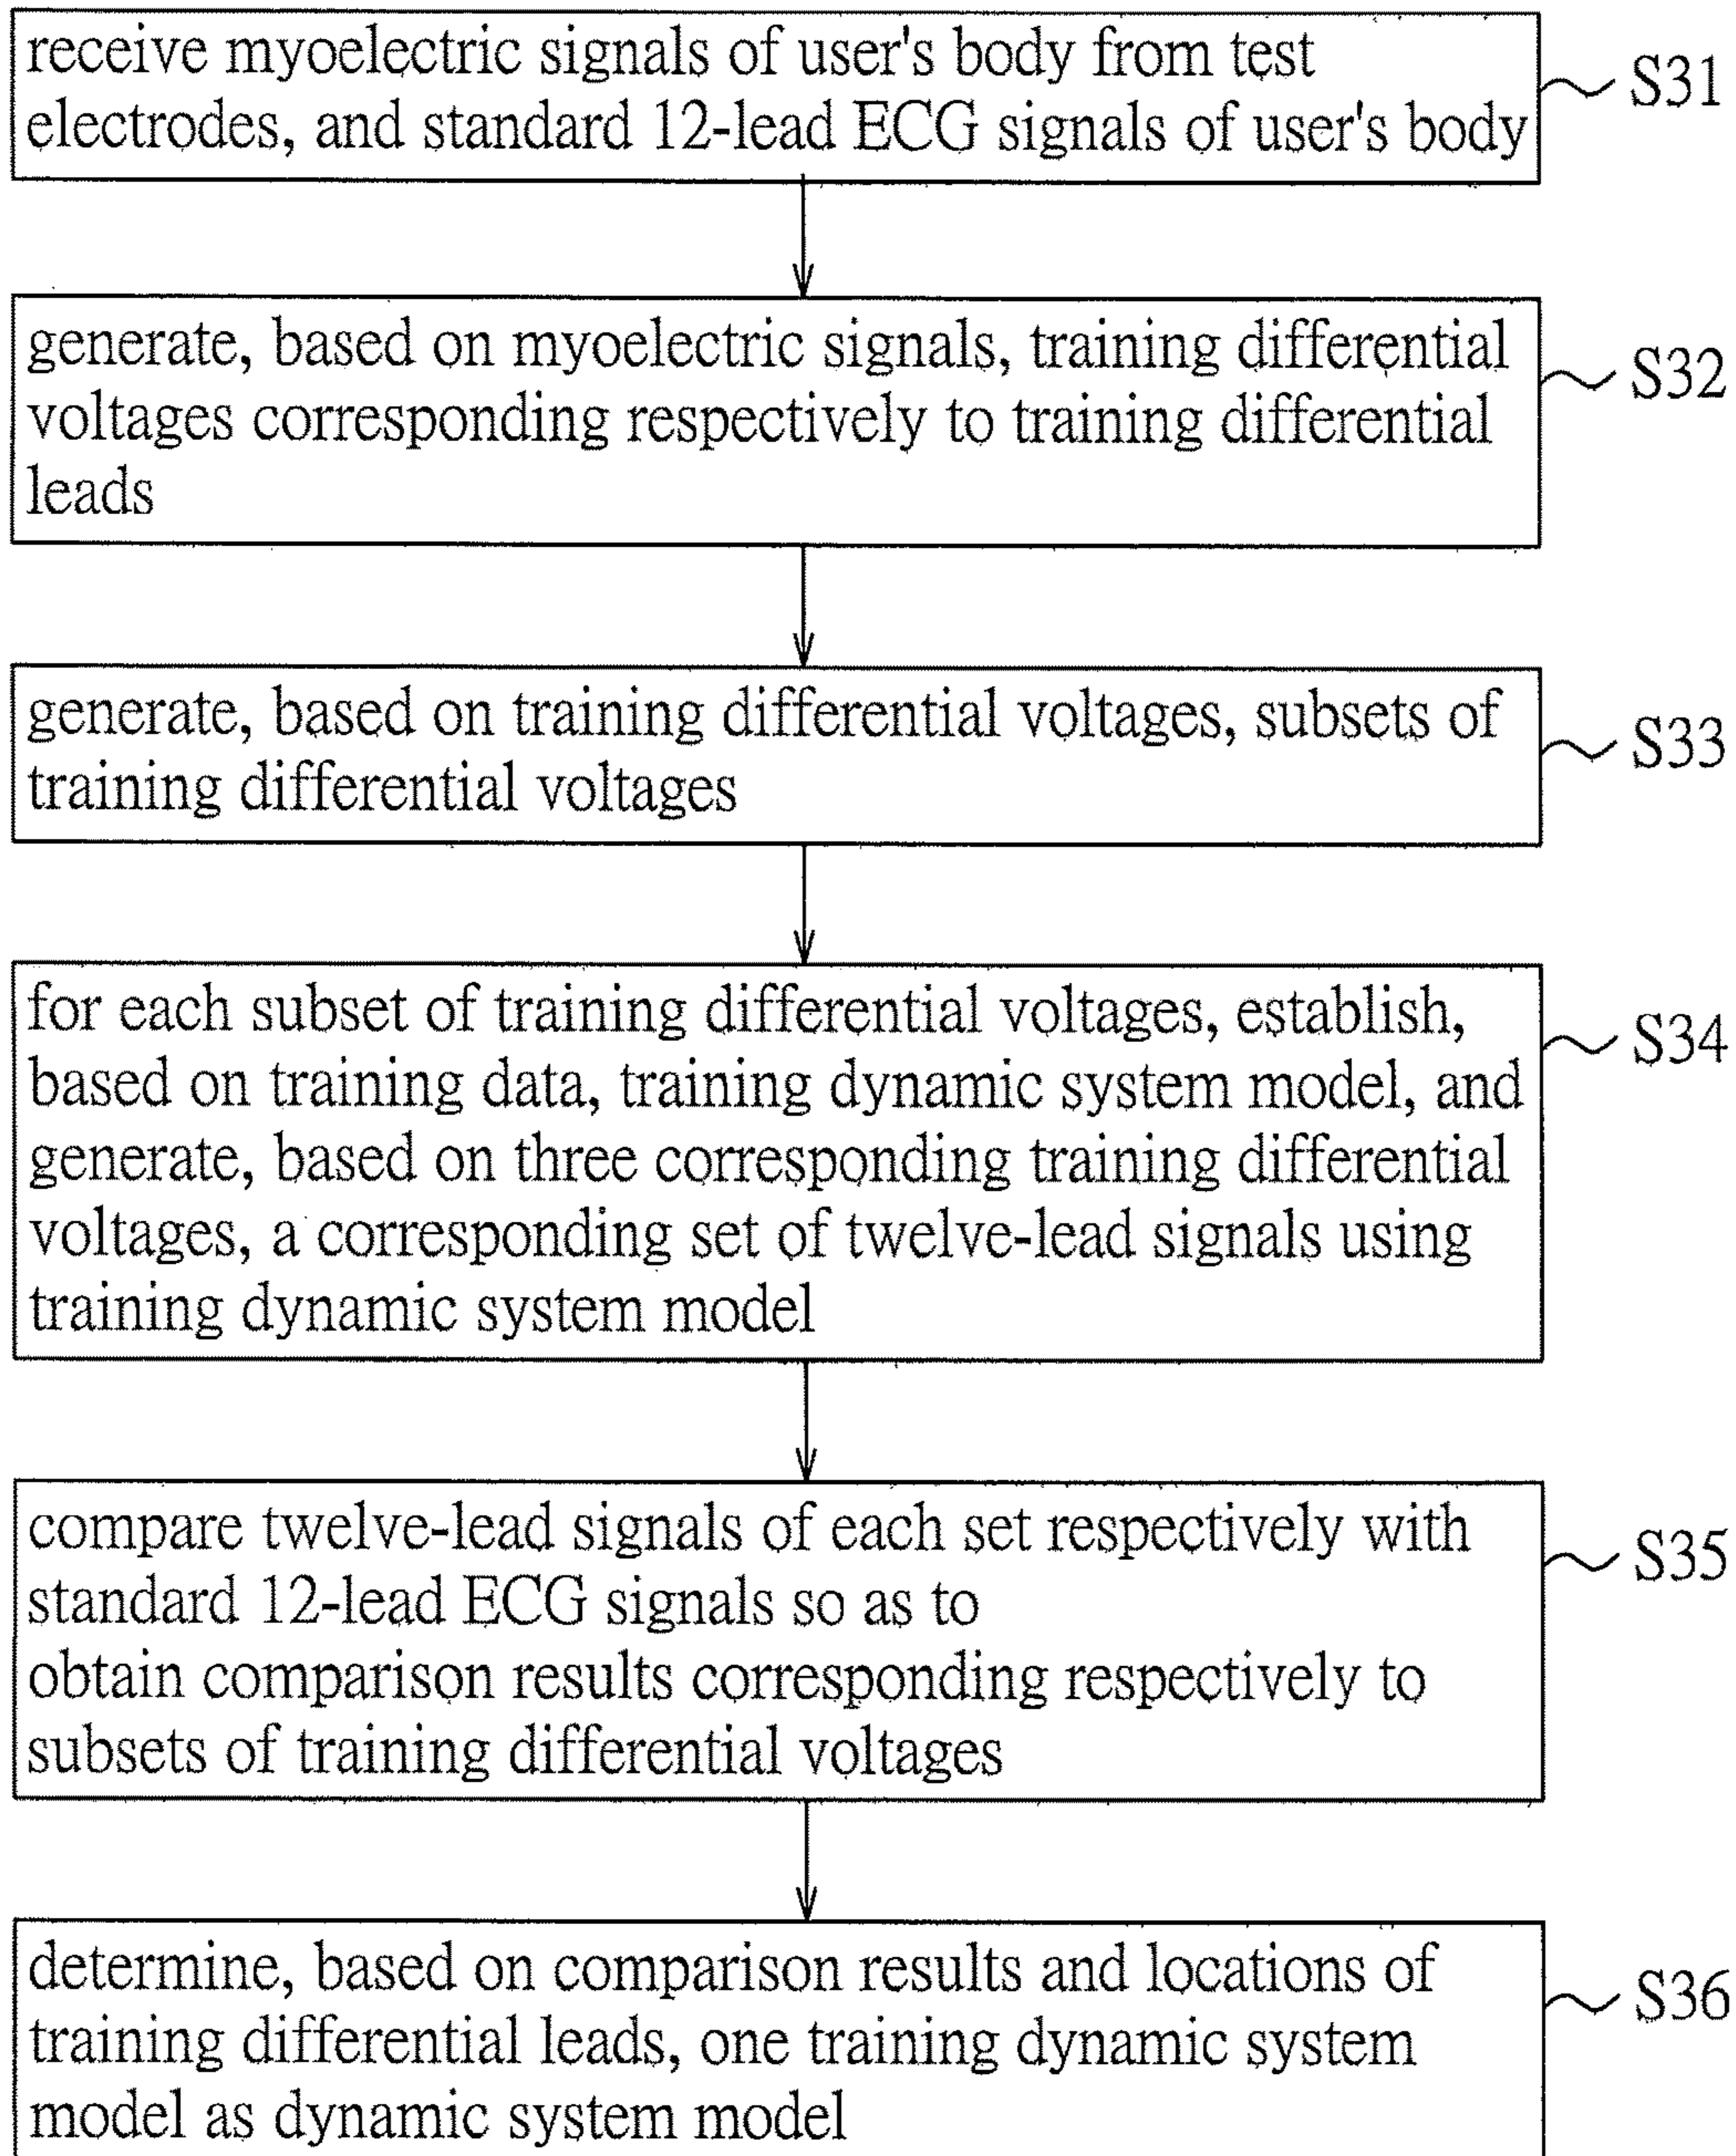 receive myoelectric signals of user's body from test
electrodes, and standard 12-lead ECG signals of user's body
S31
generate, based on myoelectric signals, training differential
voltages corresponding respectively to training differential
leads
S32
generate, based on training differential voltages, subsets of
training differential voltages
S33
for each subset of training differential voltages, establish,
based on training data, training dynamic system model, and
generate, based on three corresponding training differential
voltages, a corresponding set of twelve-lead signals using
training dynamic system model
S34
compare twelve-lead signals of each set respectively with
standard 12-lead ECG signals so as to
obtain comparison results corresponding respectively to
subsets of training differential voltages
S35
determine, based on comparison results and locations of
training differential leads, one training dynamic system
model as dynamic system model
S36